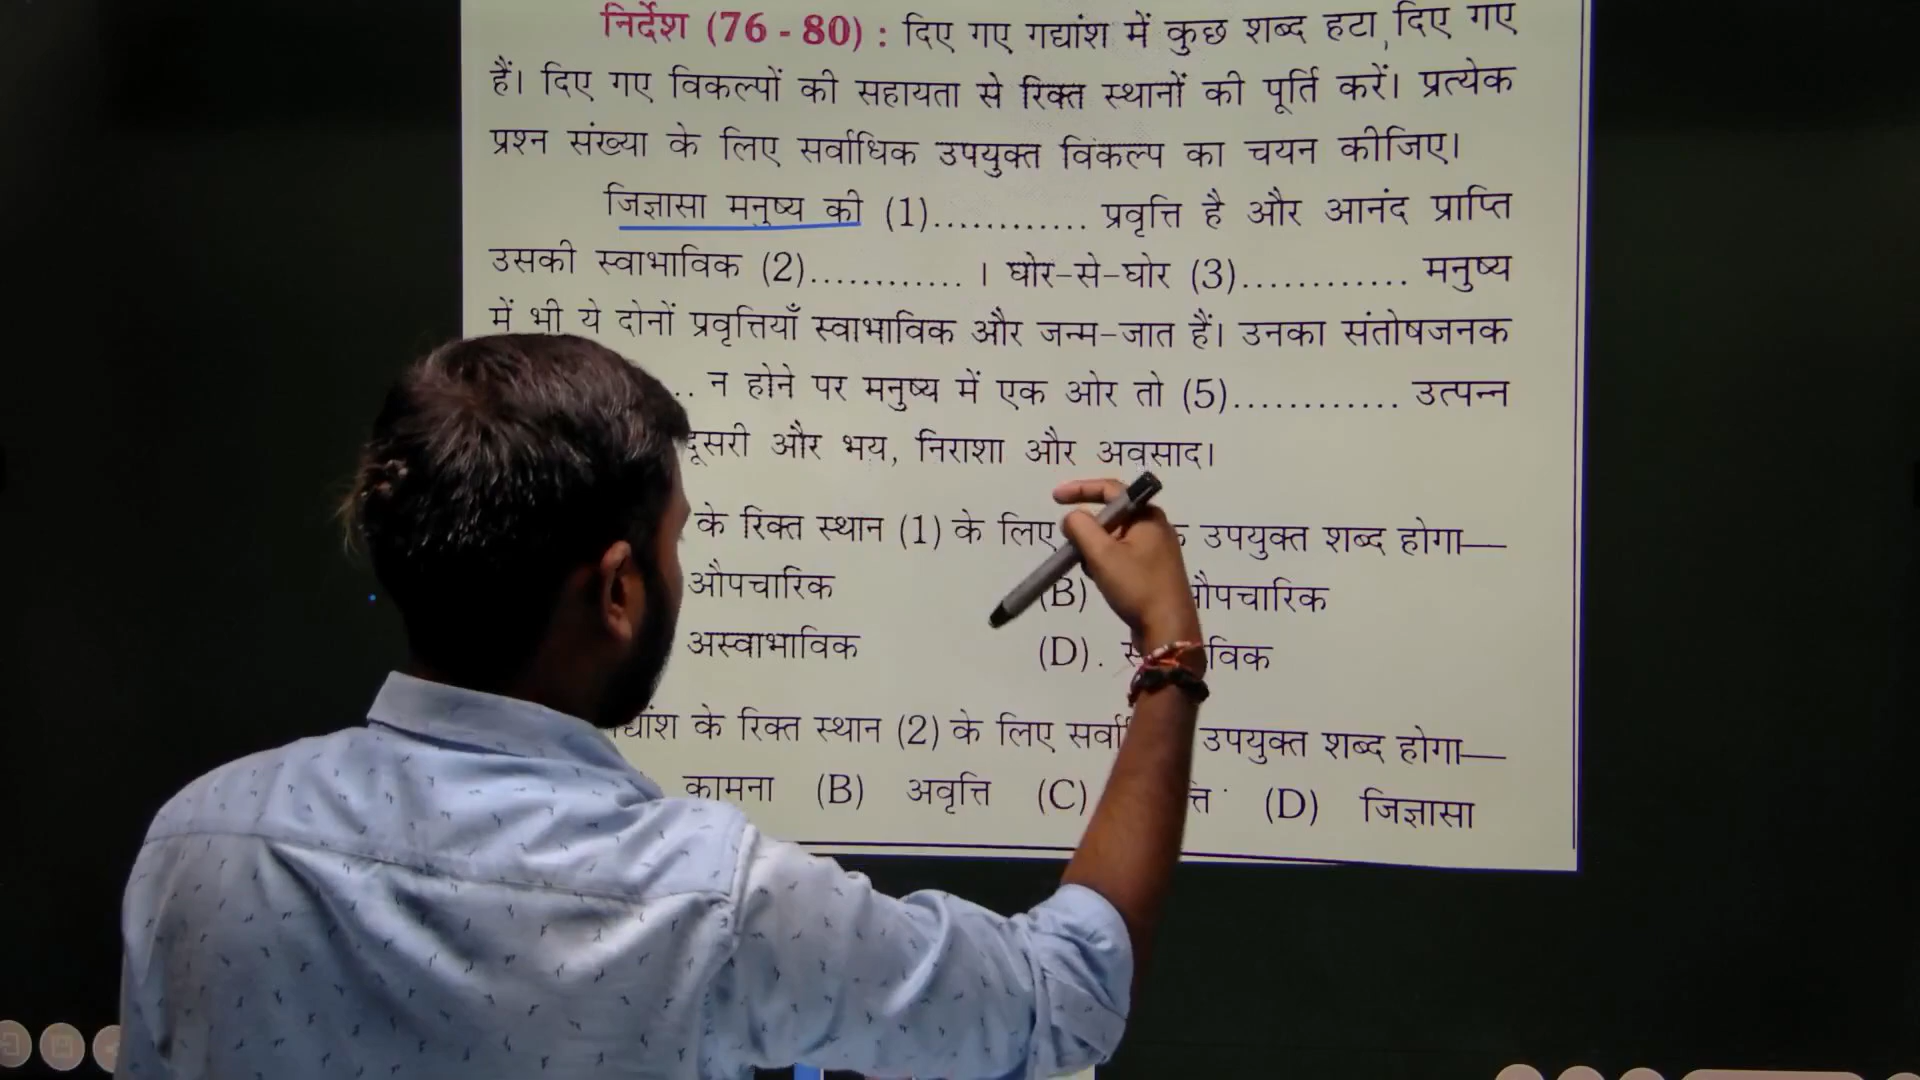 निर्देश (76 - 80) : दिए गए गद्यांश में कुछ शब्द हटा दिए गए
हैं। दिए गए विकल्पों की सहायता से रिक्त स्थानों की पूर्ति करें। प्रत्येक
प्रश्न संख्या के लिए सर्वाधिक उपयुक्त विकल्प का चयन कीजिए।
जिज्ञासा मनुष्य की (1)............ प्रवृत्ति है और आनंद प्राप्ति
उसकी स्वाभाविक (2)............ । घोर-से-घोर (3)............ मनुष्य
में भी ये दोनों प्रवृत्तियाँ स्वाभाविक और जन्म-जात हैं। उनका संतोषजनक
.. न होने पर मनुष्य में एक ओर तो (5)............ उत्पन्न
दूसरी और भय, निराशा और अवसाद।
के रिक्त स्थान (1) के लिए उपयुक्त शब्द होगा—
औपचारिक (B)
अस्वाभाविक (D).
के रिक्त स्थान (2) के लिए उपयुक्त शब्द होगा—
कामना (B) अवृत्ति (C) (D) जिज्ञासा